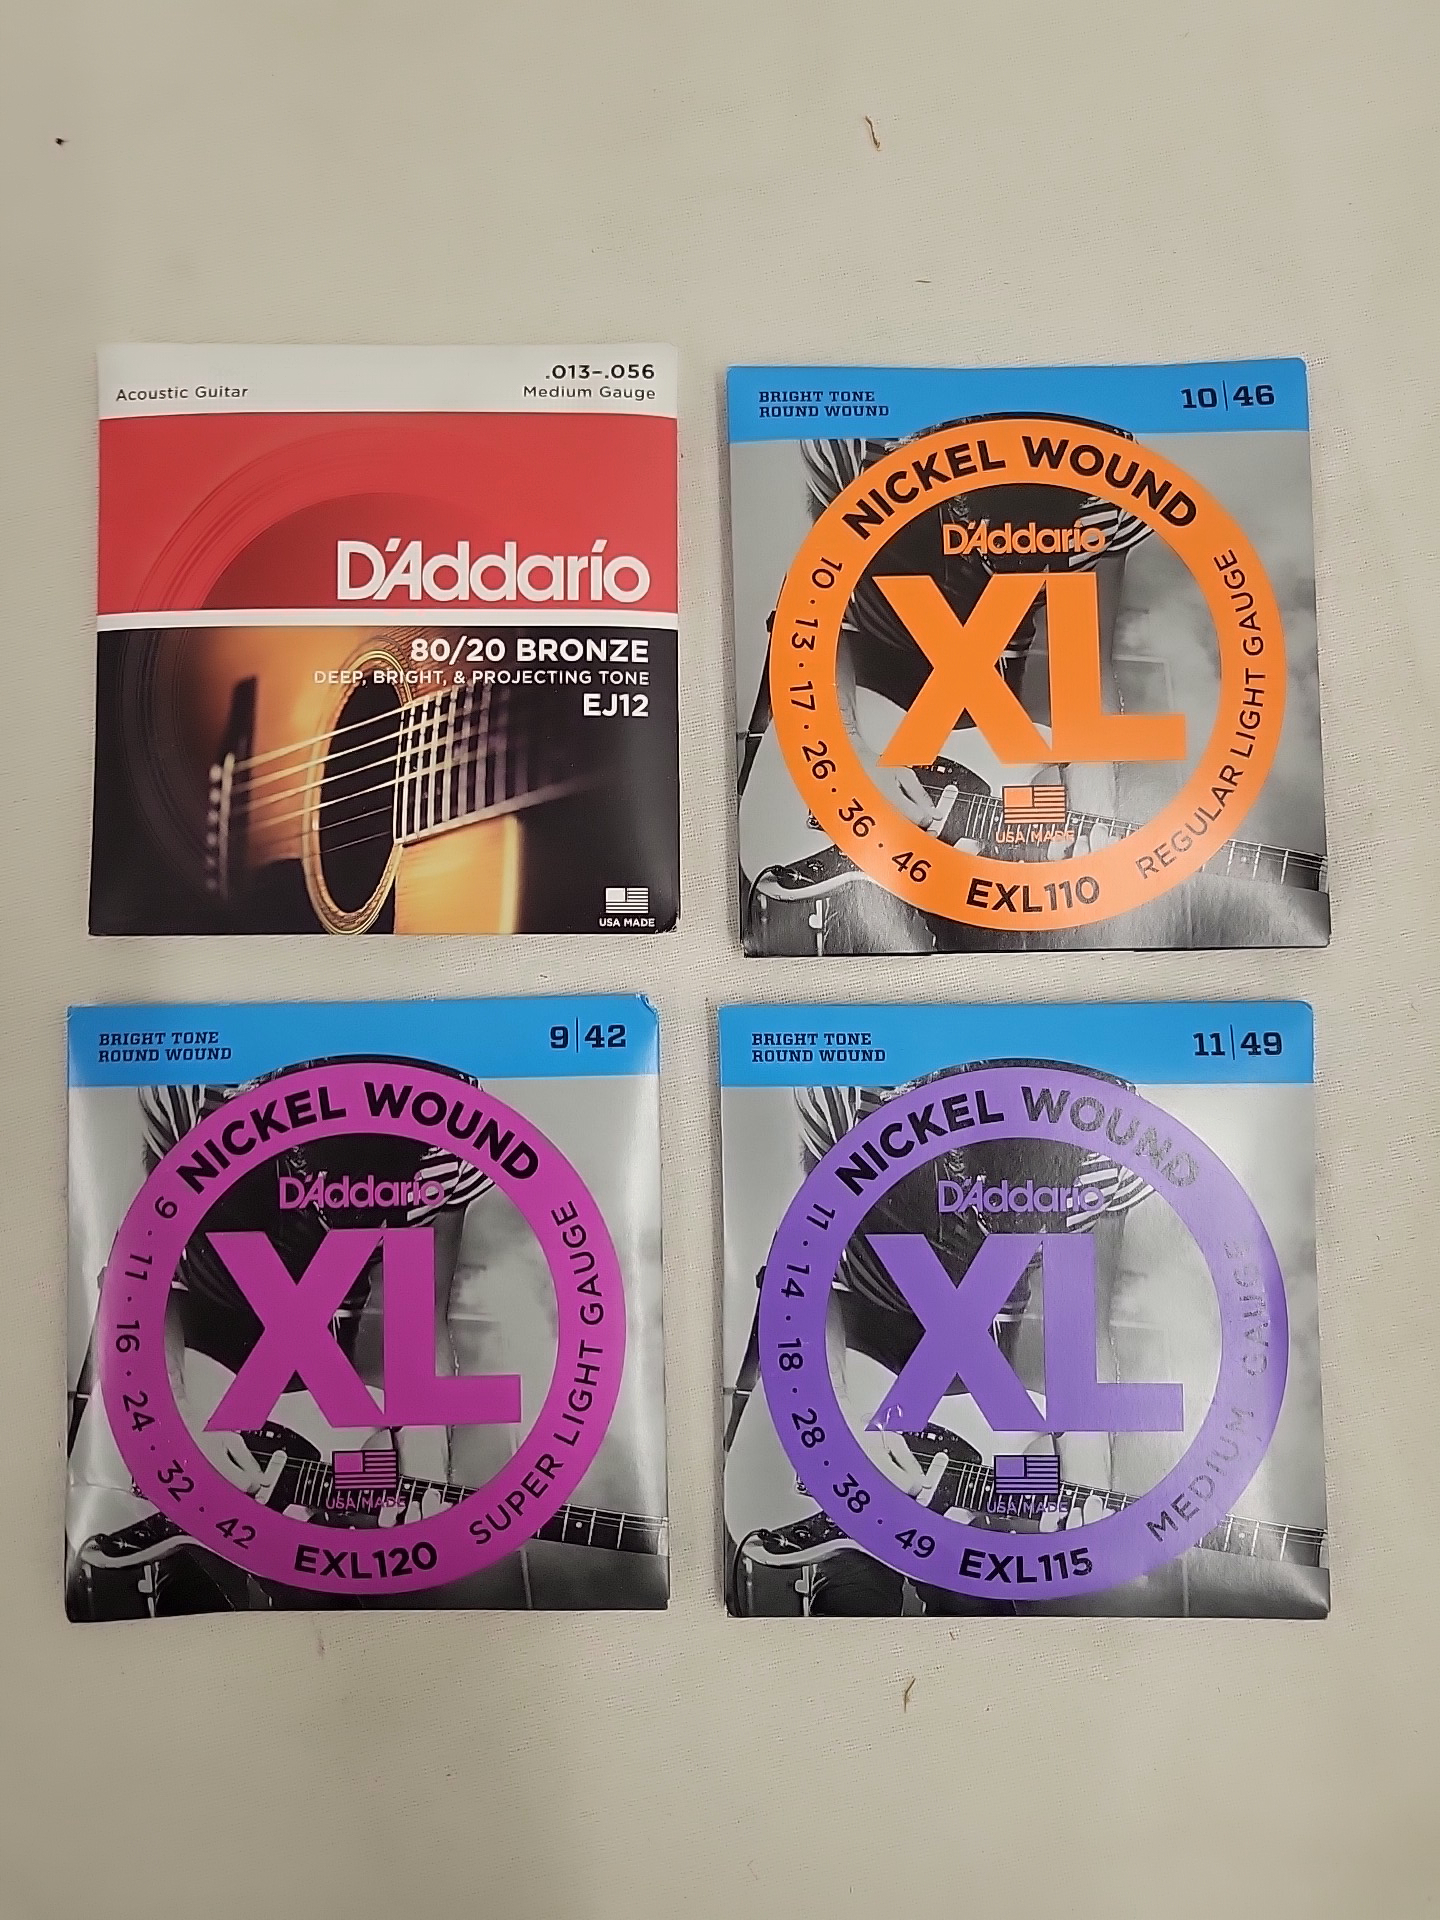 Acoustic Guitar
.013–.056
Medium Gauge
D'Addario
80/20 BRONZE
DEEP, BRIGHT, & PROJECTING TONE
EJ12
USA MADE
BRIGHT TONE
ROUND WOUND
10|46
NICKEL WOUND
D'Addario
XL
10 · 13 · 17 · 26 · 36 · 46
USA MADE
EXL110
REGULAR LIGHT GAUGE
BRIGHT TONE
ROUND WOUND
9|42
NICKEL WOUND
D'Addario
XL
9 · 11 · 16 · 24 · 32 · 42
USA MADE
EXL120
SUPER LIGHT GAUGE
BRIGHT TONE
ROUND WOUND
11|49
NICKEL WOUND
D'Addario
XL
11 · 14 · 18 · 28 · 38 · 49
USA MADE
EXL115
MEDIUM GAUGE